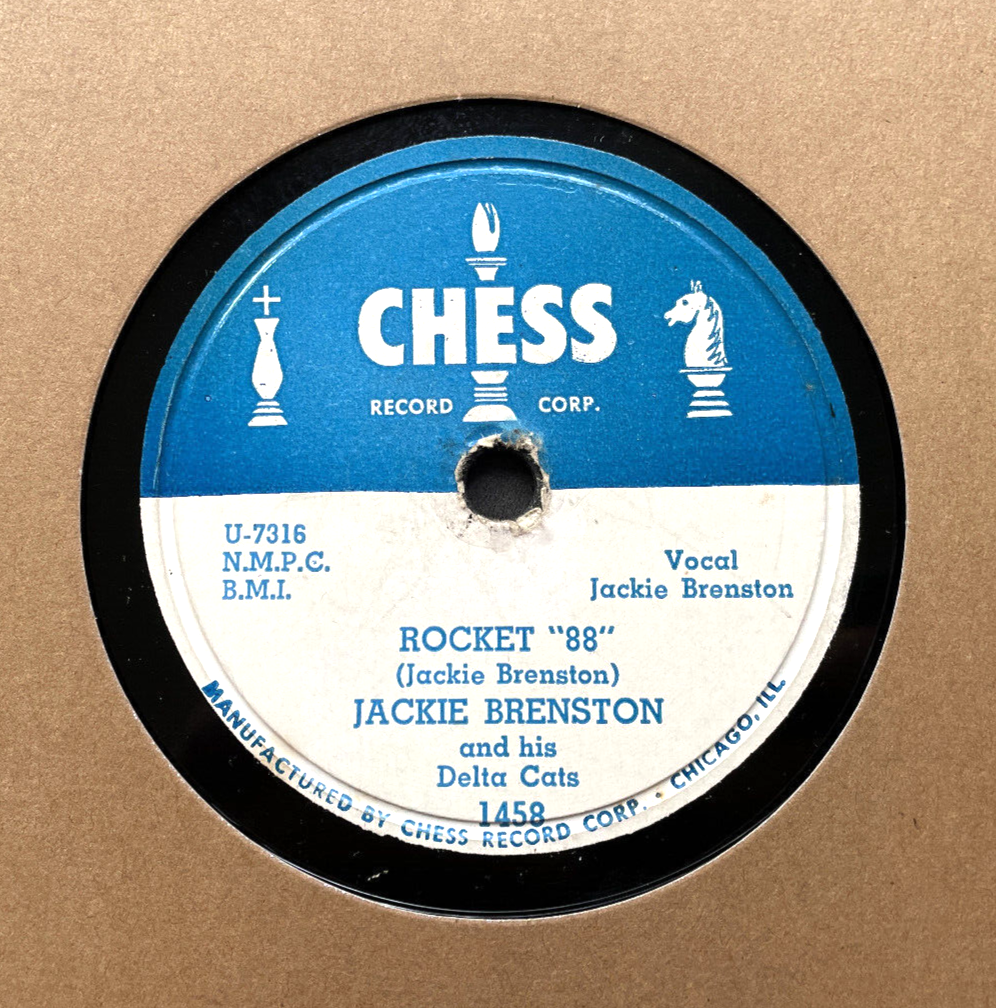 CHESS
RECORD CORP.
U-7316
N.M.P.C.
B.M.I.
Vocal
Jackie Brenston
ROCKET "88"
(Jackie Brenston)
JACKIE BRENSTON
and his
Delta Cats
1458
MANUFACTURED BY CHESS RECORD CORP. · CHICAGO, ILL.